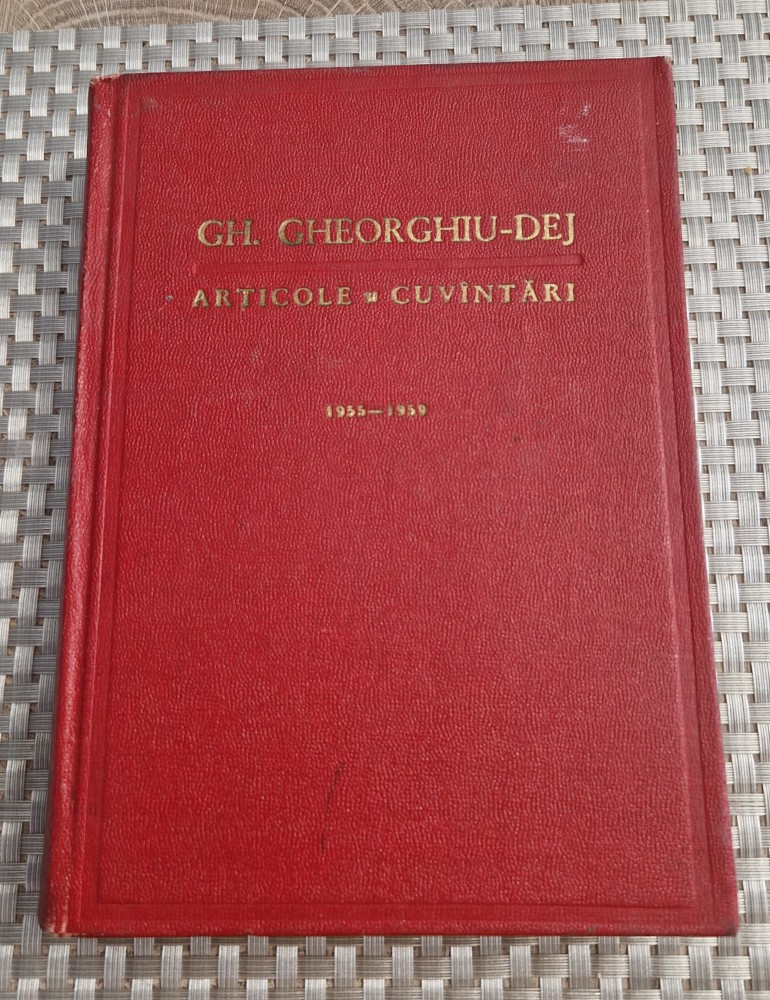 GH. GHEORGHIU-DEJ
ARTICOLE și CUVÎNTĂRI
1955—1959